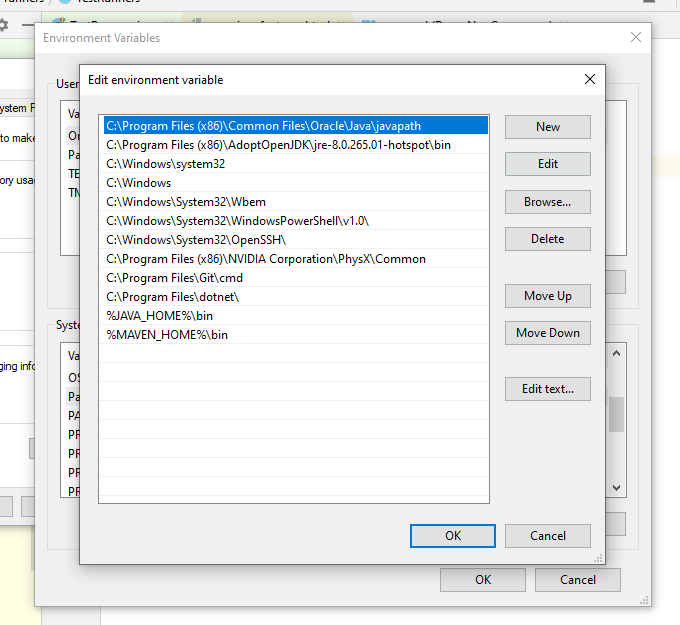 Runners
TestRunners
Environment Variables
Edit environment variable
User
System P
to make
ory usag
ging info
Va
On
Pa
TE
TM
Syste
Va
OS
Pa
PA
PR
PR
PR
PR
C:\Program Files (x86)\Common Files\Oracle\Java\javapath
C:\Program Files (x86)\AdoptOpenJDK\jre-8.0.265.01-hotspot\bin
C:\Windows\system32
C:\Windows
C:\Windows\System32\Wbem
C:\Windows\System32\WindowsPowerShell\v1.0\
C:\Windows\System32\OpenSSH\
C:\Program Files (x86)\NVIDIA Corporation\PhysX\Common
C:\Program Files\Git\cmd
C:\Program Files\dotnet\
%JAVA_HOME%\bin
%MAVEN_HOME%\bin
New
Edit
Browse...
Delete
Move Up
Move Down
Edit text...
OK
Cancel
OK
Cancel